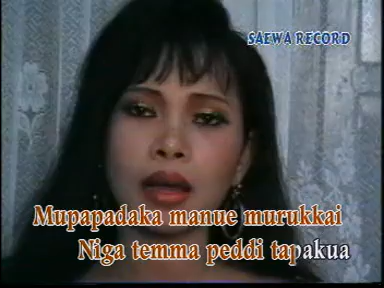 SAEWA RECORD
Mupapadaka manue murukkai
Niga temma peddi tapakua